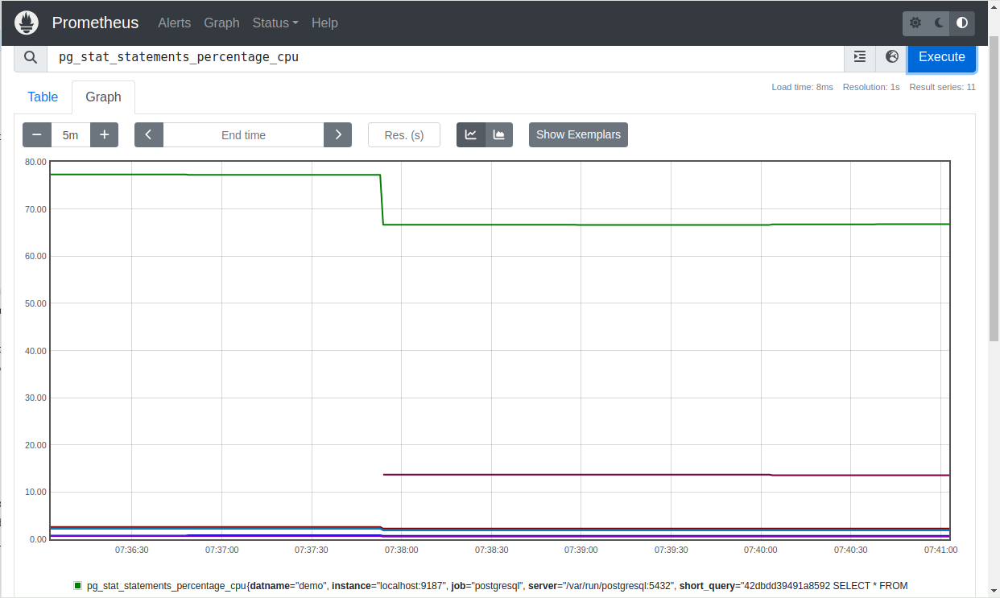 Prometheus Alerts Graph Status Help
pg_stat_statements_percentage_cpu Execute
Load time: 8ms Resolution: 1s Result series: 11
Table Graph
5m End time Res. (s) Show Exemplars
80.00
70.00
60.00
50.00
40.00
30.00
20.00
10.00
0.00
07:36:30 07:37:00 07:37:30 07:38:00 07:38:30 07:39:00 07:39:30 07:40:00 07:40:30 07:41:00
pg_stat_statements_percentage_cpu{datname="demo", instance="localhost:9187", job="postgresql", server="/var/run/postgresql:5432", short_query="42dbdd39491a8592 SELECT * FROM